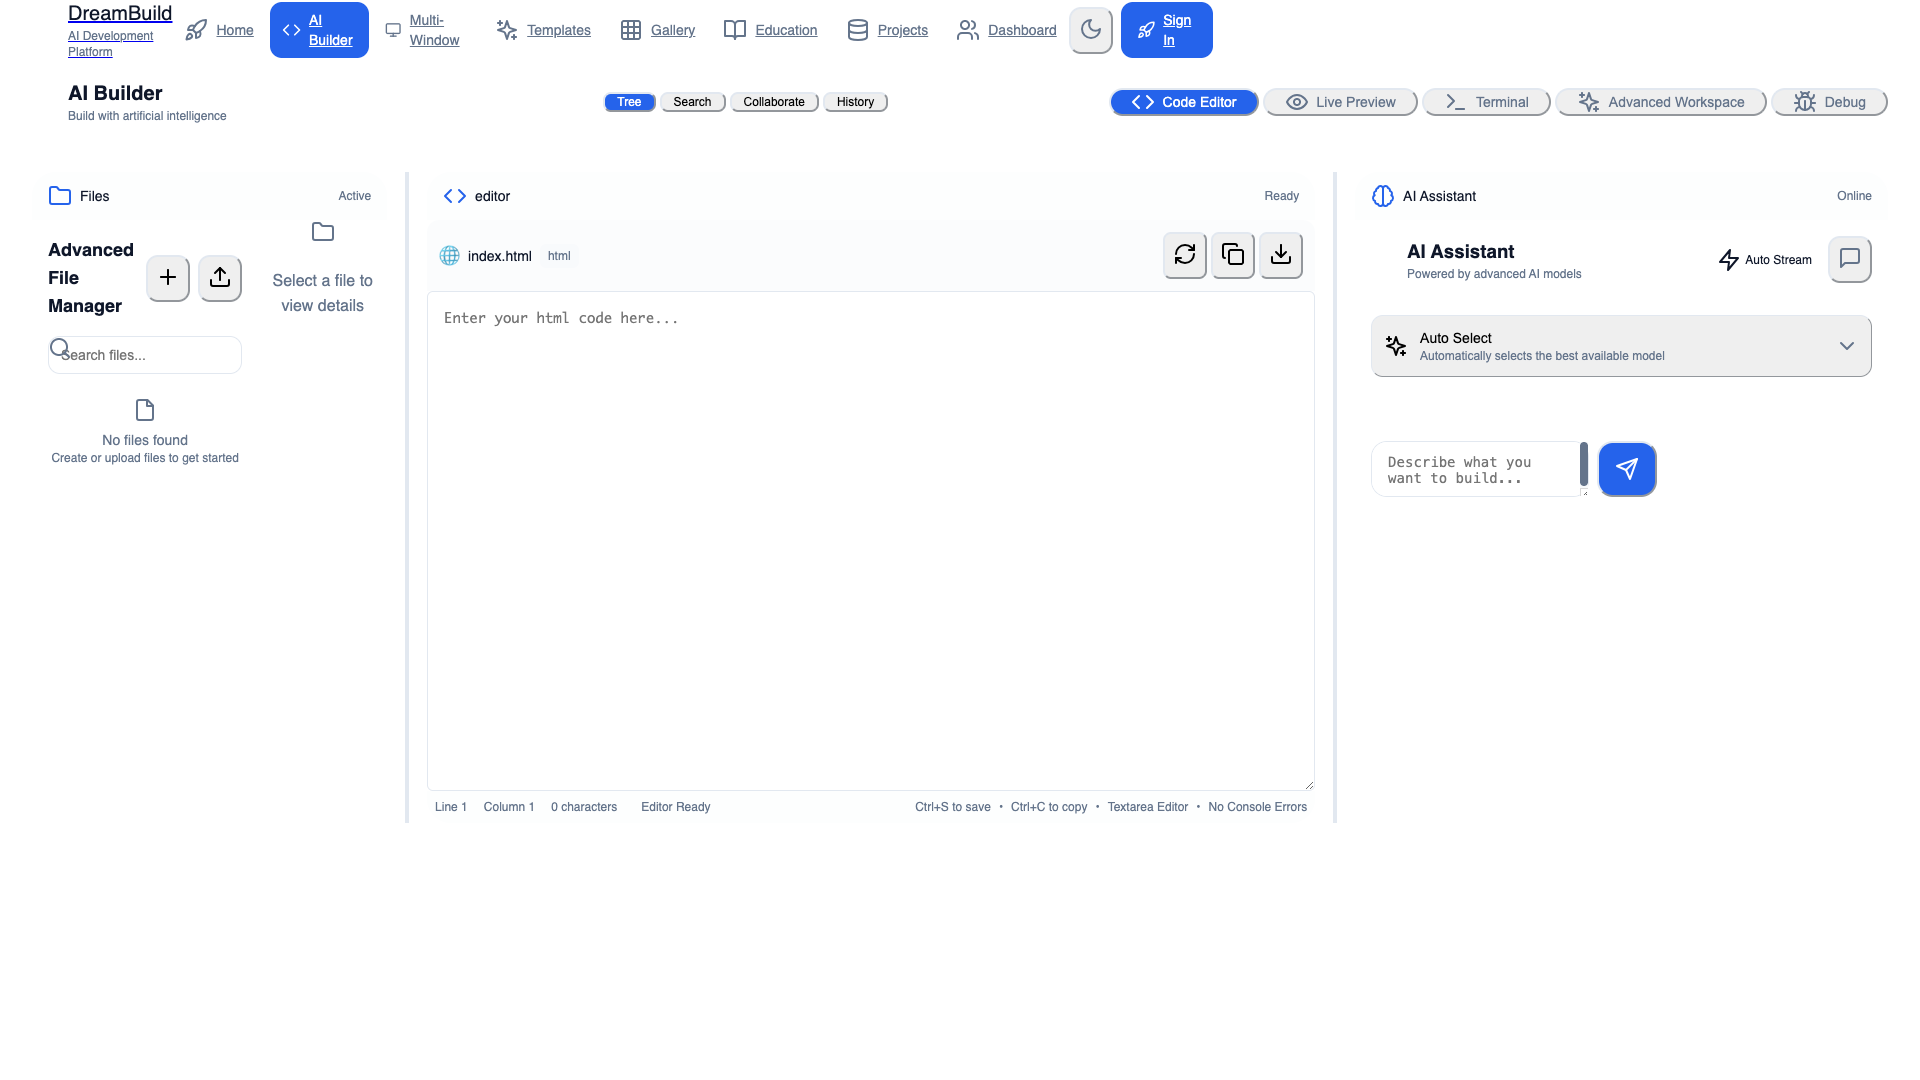 DreamBuild
AI Development
Platform
Home
AI
Builder
Multi-
Window
Templates
Gallery
Education
Projects
Dashboard
Sign
In
AI Builder
Build with artificial intelligence
Tree
Search
Collaborate
History
Code Editor
Live Preview
Terminal
Advanced Workspace
Debug
Files
Active
Advanced
File
Manager
Search files...
No files found
Create or upload files to get started
Select a file to
view details
editor
Ready
index.html
html
Enter your html code here...
Line 1
Column 1
0 characters
Editor Ready
Ctrl+S to save • Ctrl+C to copy • Textarea Editor • No Console Errors
AI Assistant
Online
AI Assistant
Powered by advanced AI models
Auto Stream
Auto Select
Automatically selects the best available model
Describe what you
want to build...